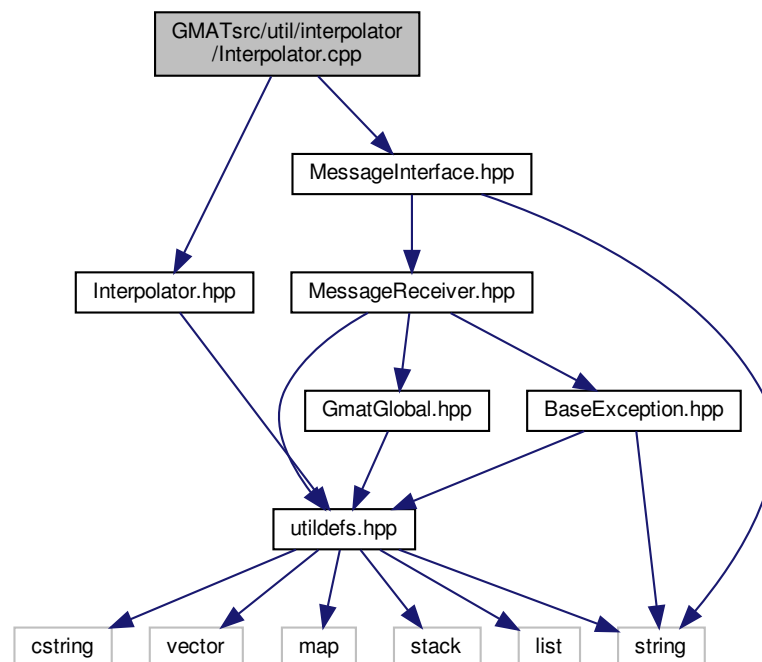 GMATsrc/util/interpolator
/Interpolator.cpp
MessageInterface.hpp
Interpolator.hpp
MessageReceiver.hpp
GmatGlobal.hpp
BaseException.hpp
utildefs.hpp
cstring
vector
map
stack
list
string